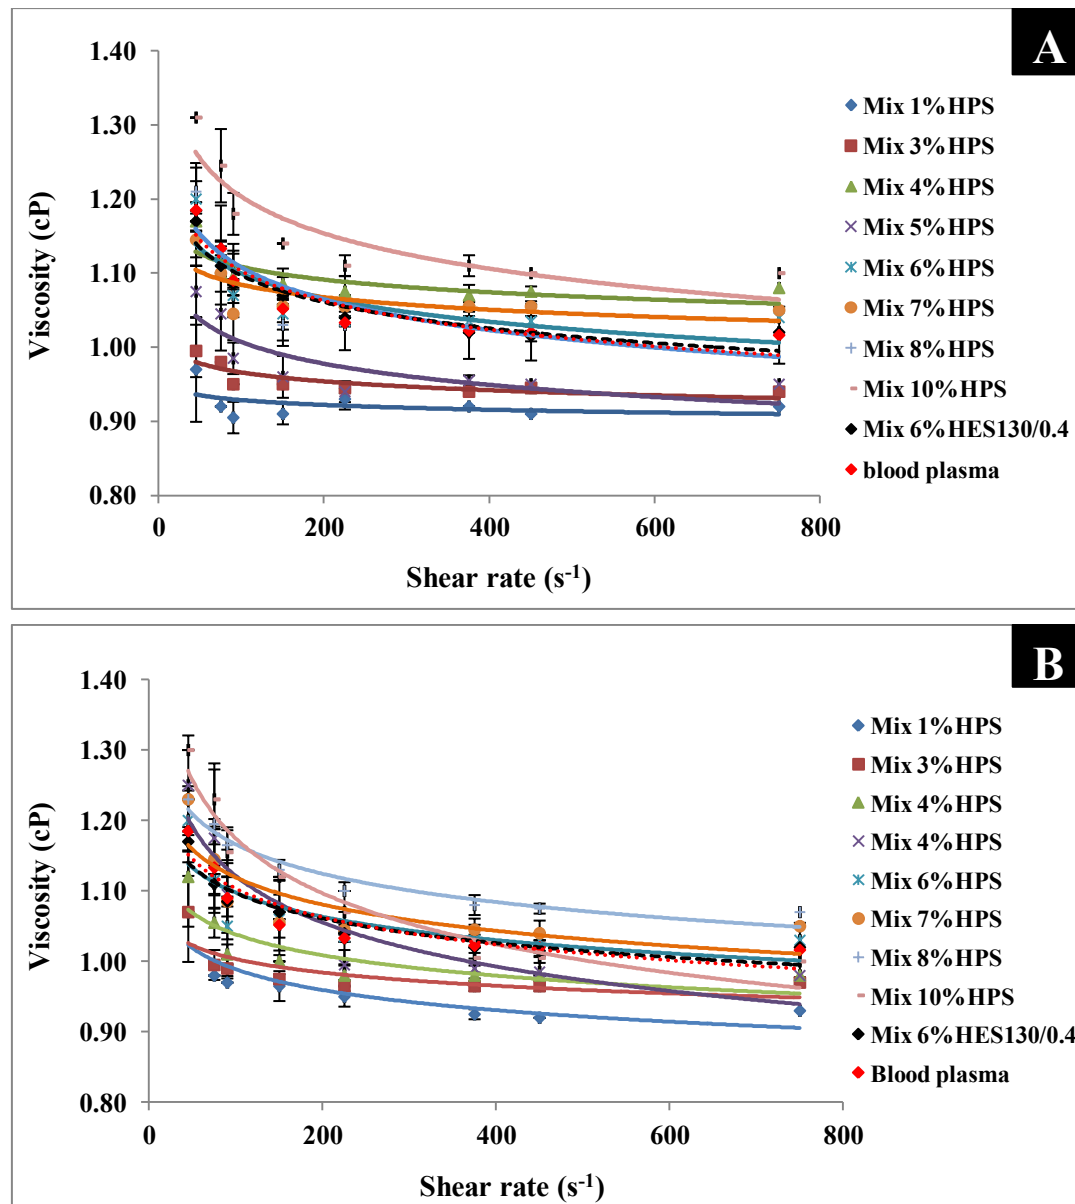 A
1.40
1.30
1.20
1.10
1.00
0.90
0.80
Viscosity (cP)
0 200 400 600 800
Shear rate (s-1)
Mix 1%HPS
Mix 3%HPS
Mix 4%HPS
Mix 5%HPS
Mix 6%HPS
Mix 7%HPS
Mix 8%HPS
Mix 10%HPS
Mix 6%HES130/0.4
blood plasma
B
1.40
1.30
1.20
1.10
1.00
0.90
0.80
Viscosity (cP)
0 200 400 600 800
Shear rate (s-1)
Mix 1%HPS
Mix 3%HPS
Mix 4%HPS
Mix 4%HPS
Mix 6%HPS
Mix 7%HPS
Mix 8%HPS
Mix 10%HPS
Mix 6%HES130/0.4
Blood plasma